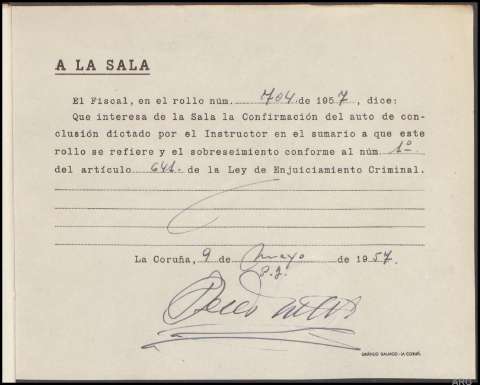 A LA SALA
El Fiscal, en el rollo núm. 704 de 1957, dice:
Que interesa de la Sala la Confirmación del auto de con-
clusión dictado por el Instructor en el sumario a que este
rollo se refiere y el sobreseimiento conforme al núm. 1º
del artículo 641. de la Ley de Enjuiciamiento Criminal.
La Coruña, 9 de mayo de 1957.
GRÁFICO GALAICO - LA CORUÑA
ARG